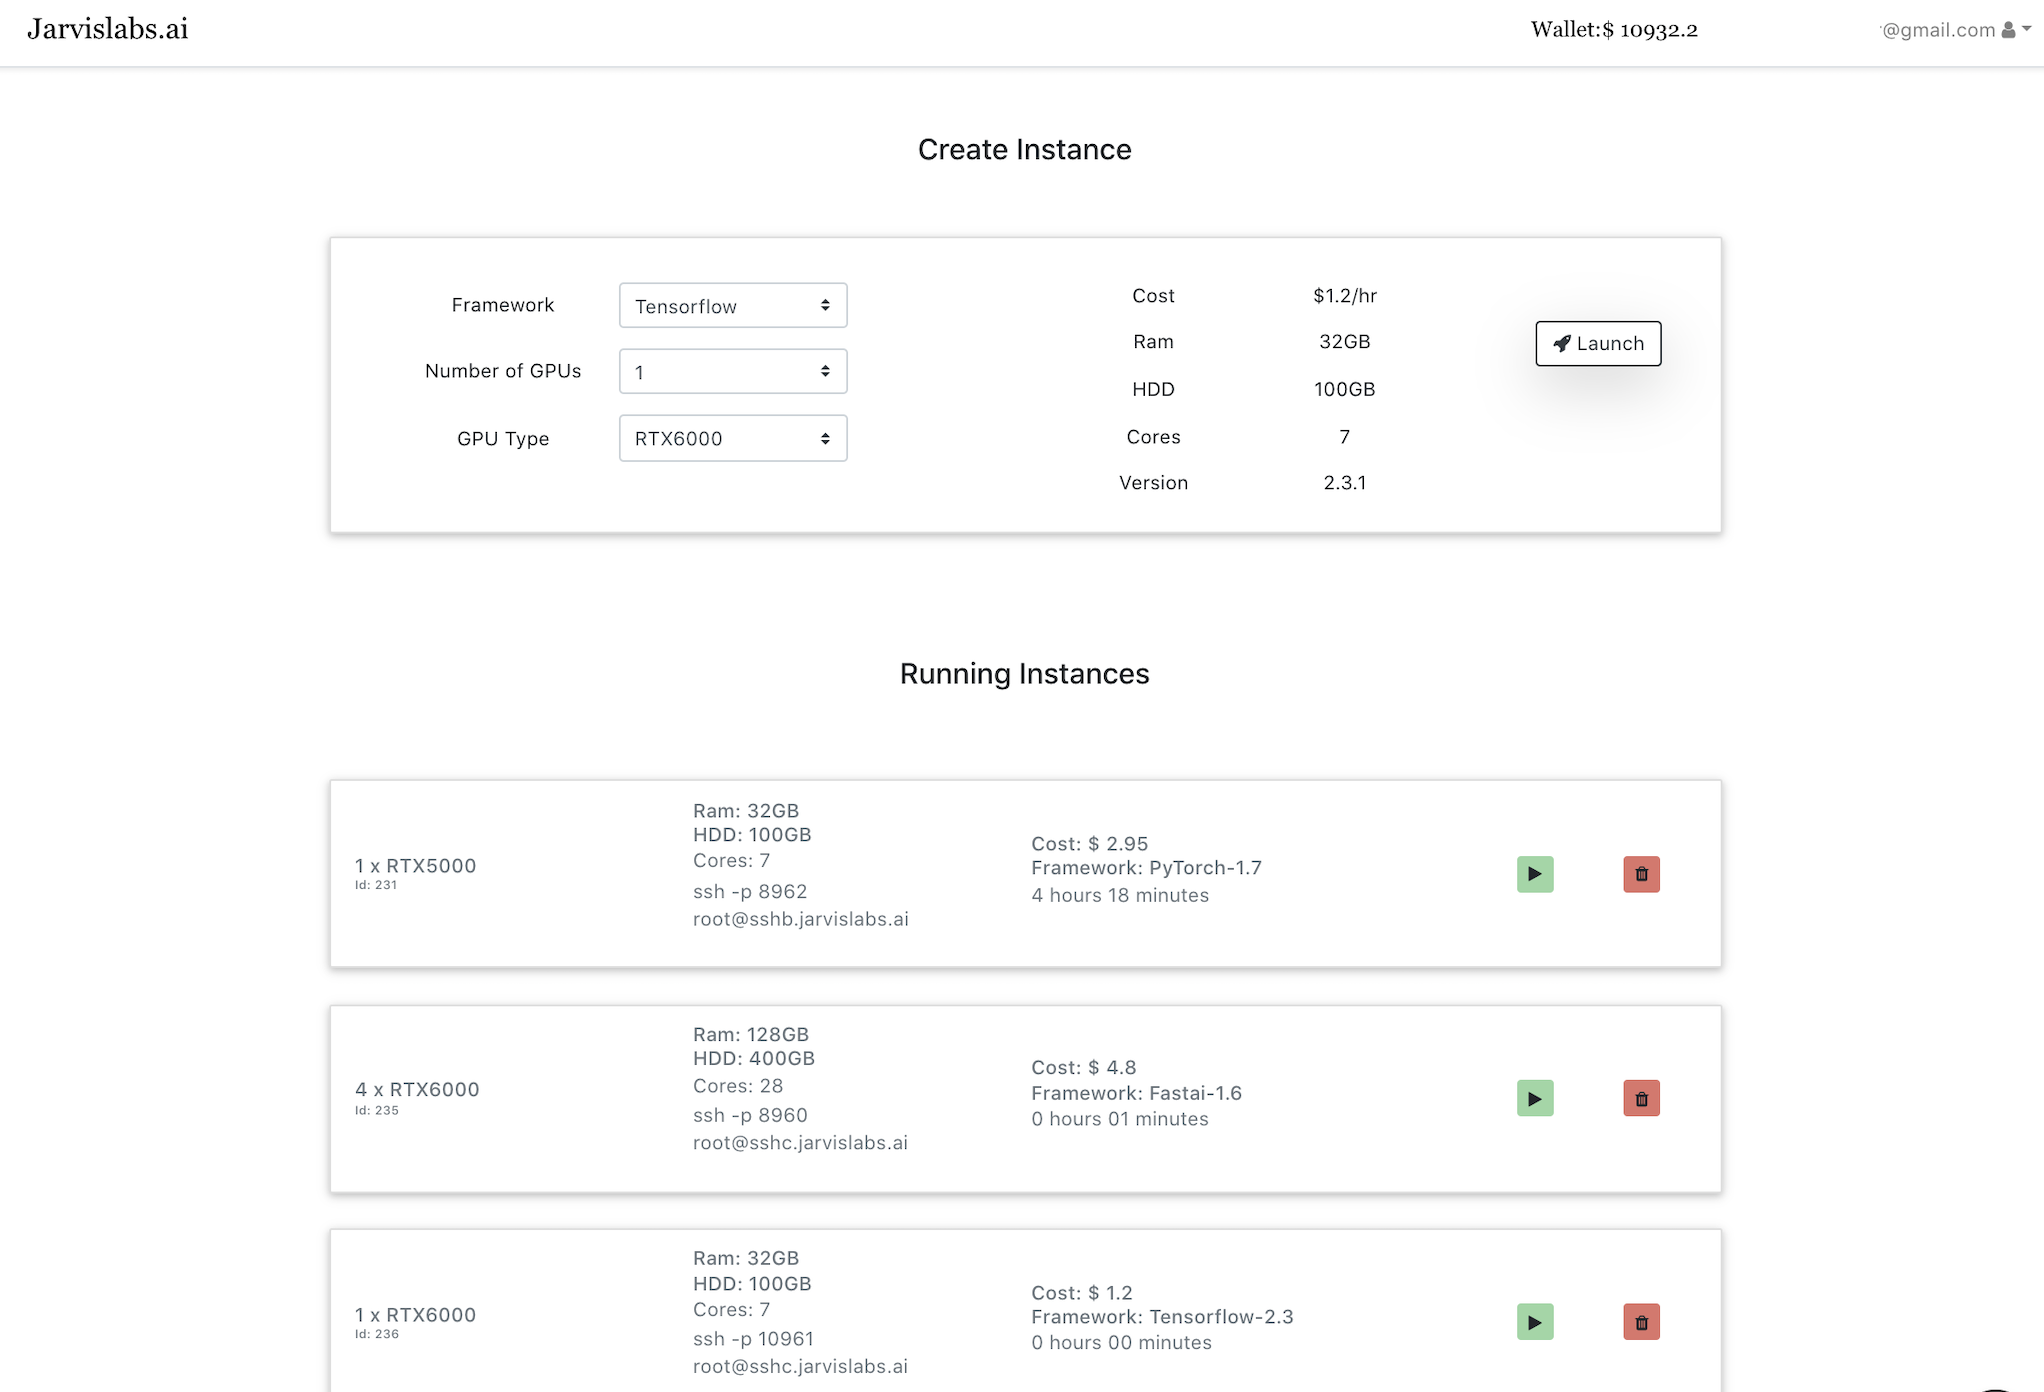 Jarvislabs.ai
Wallet:$ 10932.2
@gmail.com
Create Instance
Framework
Tensorflow
Number of GPUs
1
GPU Type
RTX6000
Cost $1.2/hr
Ram 32GB
HDD 100GB
Cores 7
Version 2.3.1
Launch
Running Instances
1 x RTX5000
Id: 231
Ram: 32GB
HDD: 100GB
Cores: 7
ssh -p 8962
root@sshb.jarvislabs.ai
Cost: $ 2.95
Framework: PyTorch-1.7
4 hours 18 minutes
4 x RTX6000
Id: 235
Ram: 128GB
HDD: 400GB
Cores: 28
ssh -p 8960
root@sshc.jarvislabs.ai
Cost: $ 4.8
Framework: Fastai-1.6
0 hours 01 minutes
1 x RTX6000
Id: 236
Ram: 32GB
HDD: 100GB
Cores: 7
ssh -p 10961
root@sshc.jarvislabs.ai
Cost: $ 1.2
Framework: Tensorflow-2.3
0 hours 00 minutes